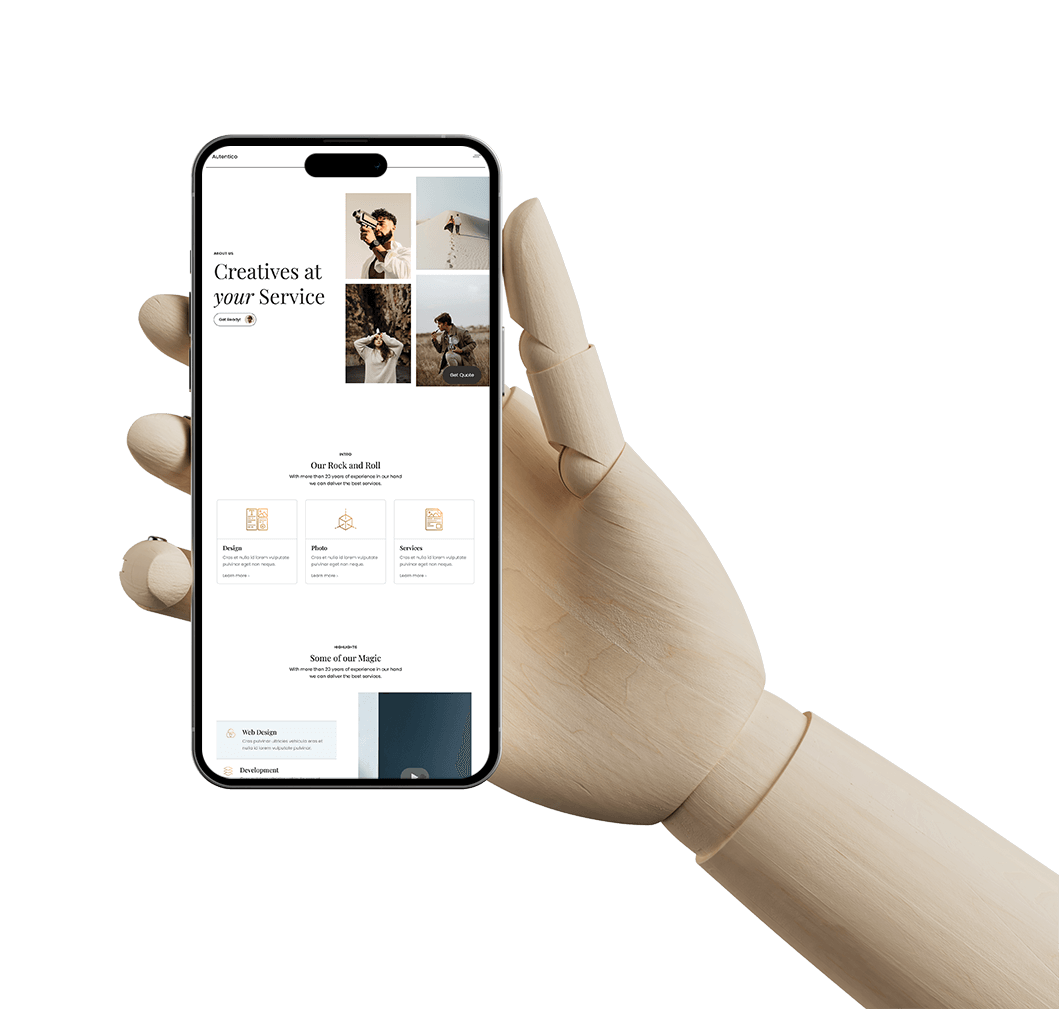 Autentico
ABOUT US
Creatives at
your Service
Get Ready!
Get Quote
INTRO
Our Rock and Roll
With more then 20 years of experience in our hand
we can deliver the best services.
Design
Cras et nulla id lorem vulputate
pulvinar eget non neque.
Learn more ›
Photo
Cras et nulla id lorem vulputate
pulvinar eget non neque.
Learn more ›
Services
Cras et nulla id lorem vulputate
pulvinar eget non neque.
Learn more ›
HIGHLIGHTS
Some of our Magic
With more then 20 years of experience in our hand
we can deliver the best services.
Web Design
Cras pulvinar ultricies vehicula eros et
nulla id lorem vulputate pulvinar.
Development